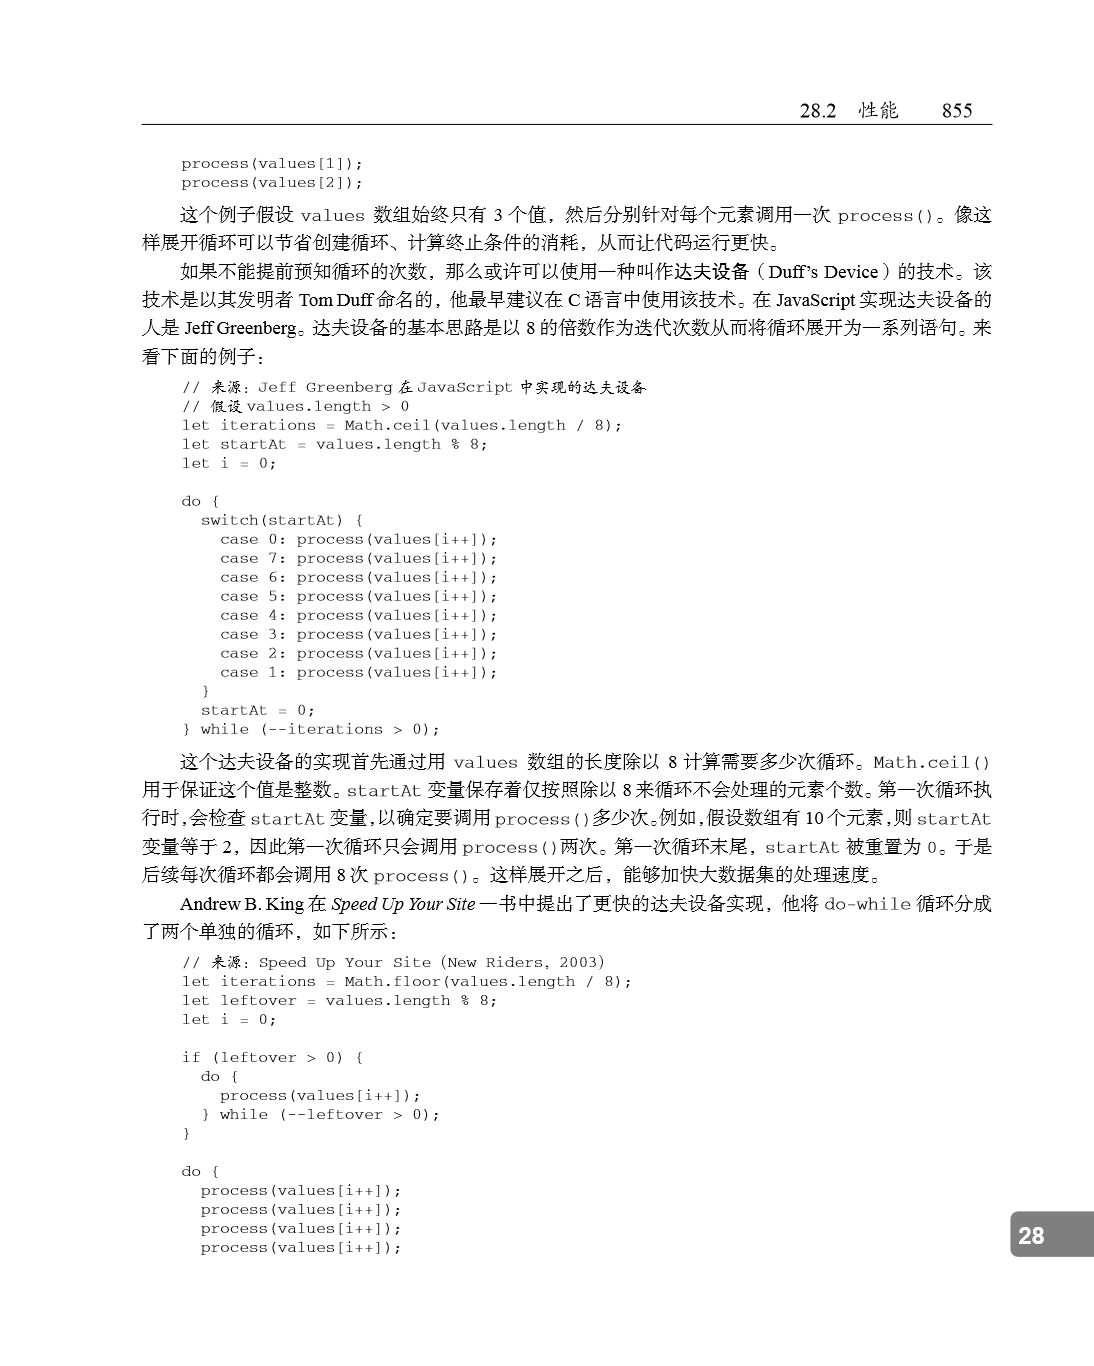 28.2 性能 855
process(values[1]);
process(values[2]);
这个例子假设 values 数组始终只有 3 个值，然后分别针对每个元素调用一次 process()。像这
样展开循环可以节省创建循环、计算终止条件的消耗，从而让代码运行更快。
如果不能提前预知循环的次数，那么或许可以使用一种叫作达夫设备（Duff’s Device）的技术。该
技术是以其发明者 Tom Duff 命名的，他最早建议在 C 语言中使用该技术。在 JavaScript 实现达夫设备的
人是 Jeff Greenberg。达夫设备的基本思路是以 8 的倍数作为迭代次数从而将循环展开为一系列语句。来
看下面的例子：
// 来源：Jeff Greenberg 在 JavaScript 中实现的达夫设备
// 假设 values.length > 0
let iterations = Math.ceil(values.length / 8);
let startAt = values.length % 8;
let i = 0;
do {
switch(startAt) {
case 0: process(values[i++]);
case 7: process(values[i++]);
case 6: process(values[i++]);
case 5: process(values[i++]);
case 4: process(values[i++]);
case 3: process(values[i++]);
case 2: process(values[i++]);
case 1: process(values[i++]);
}
startAt = 0;
} while (--iterations > 0);
这个达夫设备的实现首先通过用 values 数组的长度除以 8 计算需要多少次循环。Math.ceil()
用于保证这个值是整数。startAt 变量保存着仅按照除以 8 来循环不会处理的元素个数。第一次循环执
行时，会检查 startAt 变量，以确定要调用 process()多少次。例如，假设数组有 10 个元素，则 startAt
变量等于 2，因此第一次循环只会调用 process()两次。第一次循环末尾，startAt 被重置为 0。于是
后续每次循环都会调用 8 次 process()。这样展开之后，能够加快大数据集的处理速度。
Andrew B. King 在 Speed Up Your Site 一书中提出了更快的达夫设备实现，他将 do-while 循环分成
了两个单独的循环，如下所示：
// 来源：Speed Up Your Site（New Riders，2003）
let iterations = Math.floor(values.length / 8);
let leftover = values.length % 8;
let i = 0;
if (leftover > 0) {
do {
process(values[i++]);
} while (--leftover > 0);
}
do {
process(values[i++]);
process(values[i++]);
process(values[i++]);
process(values[i++]);
28